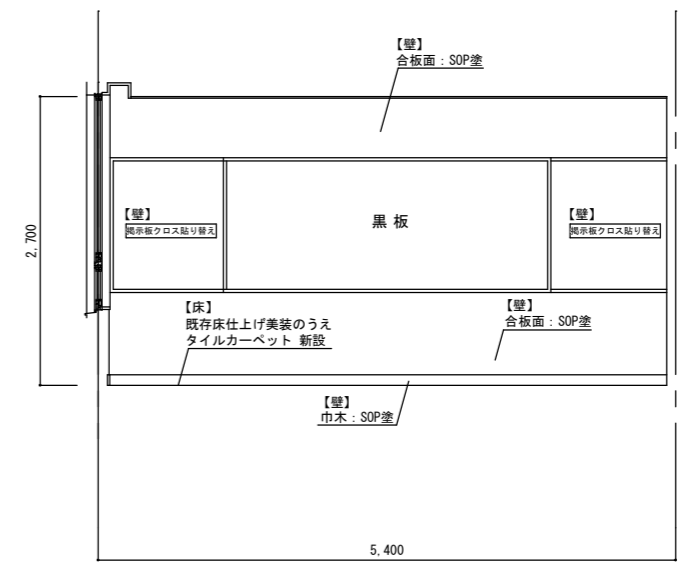 【壁】
合板面：SOP塗
2,700
【壁】
掲示板クロス貼り替え
黒 板
【壁】
掲示板クロス貼り替え
【床】
既存床仕上げ美装のうえ
タイルカーペット 新設
【壁】
合板面：SOP塗
【壁】
巾木：SOP塗
5,400